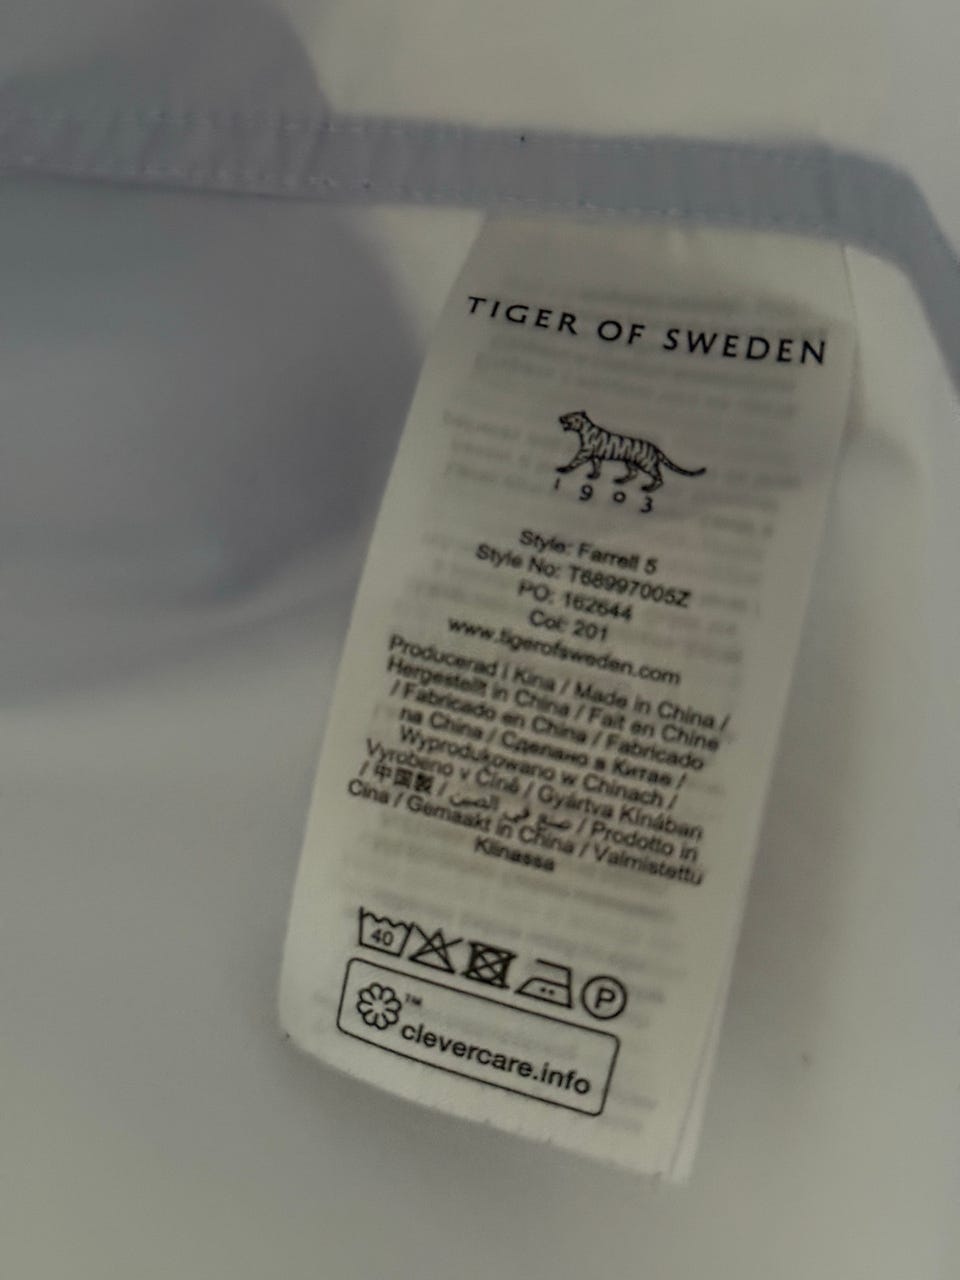 TIGER OF SWEDEN
1903
Style: Farrell 5
Style No: T68997005Z
PO: 162644
Col: 201
www.tigerofsweden.com
Producerad i Kina / Made in China /
Hergestellt in China / Fait en Chine
/ Fabricado en China / Fabricado
na China / Сделано в Китае /
Wyprodukowano w Chinach /
Vyrobeno v Číně / Gyártva Kínában
/ 中国製 / صنع في الصين / Prodotto in
Cina / Gemaakt in China / Valmistettu
Kiinassa
40
P
™
clevercare.info